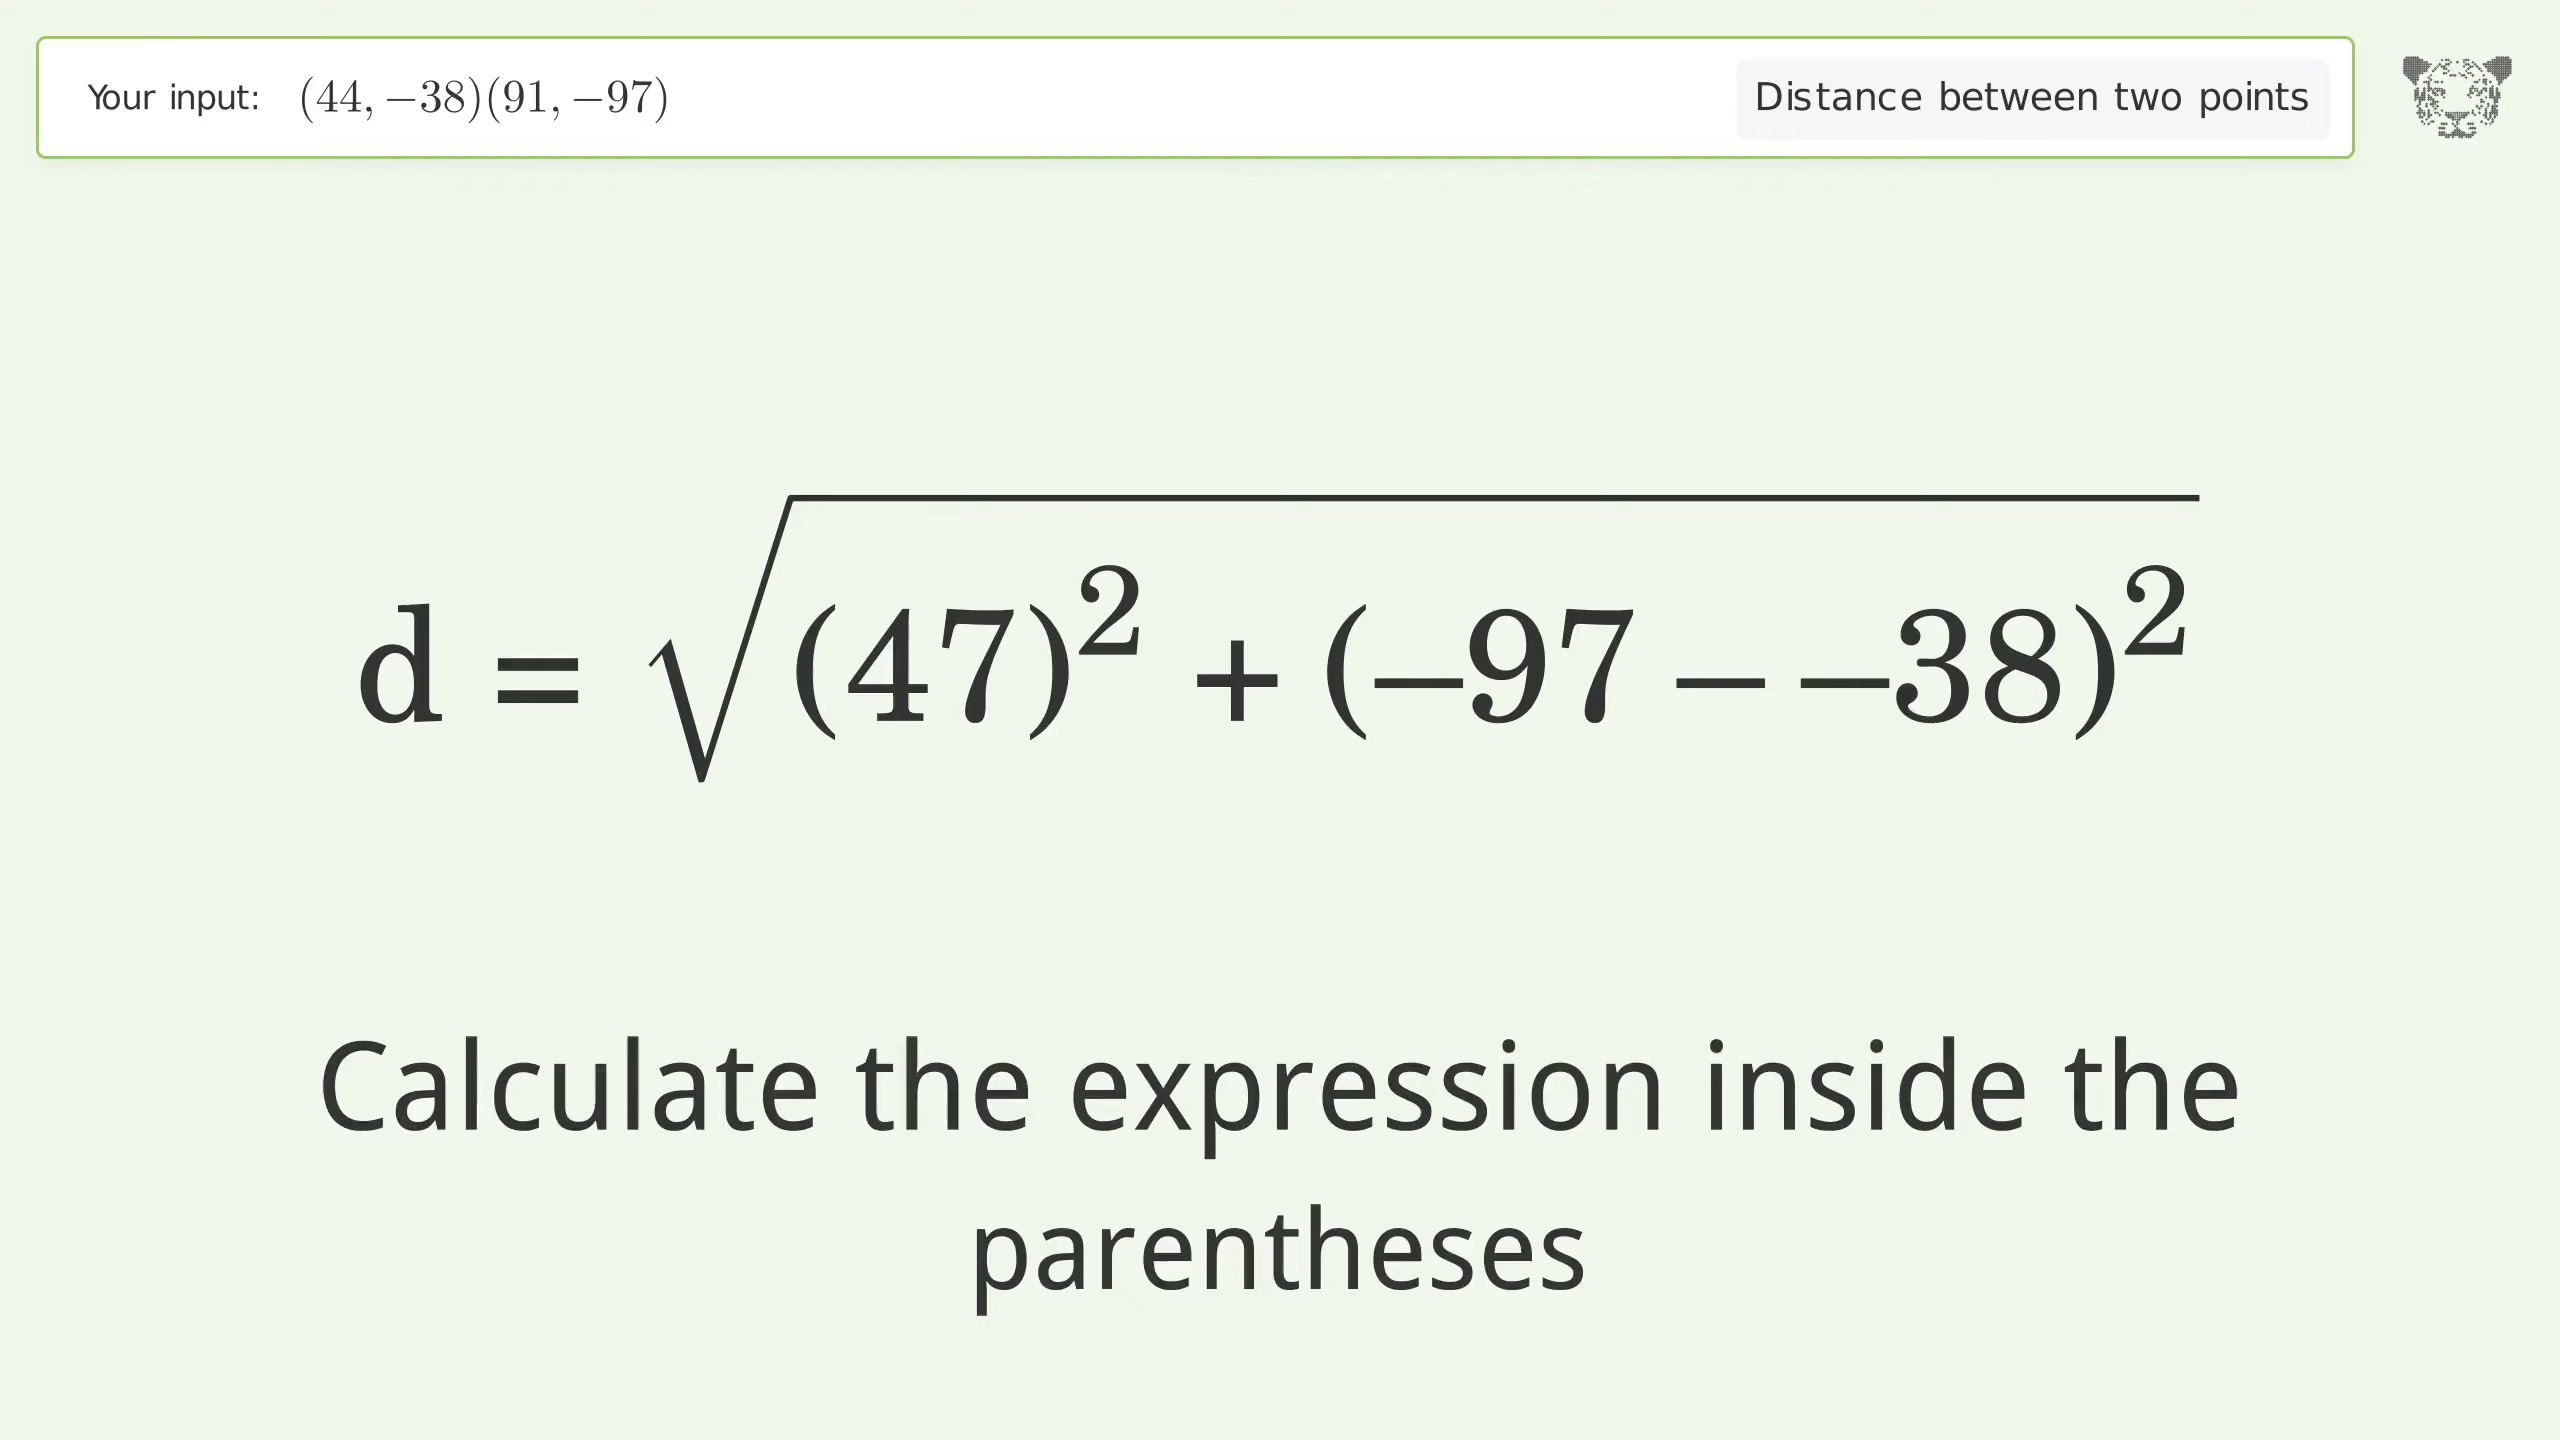 Your input: (44, −38)(91, −97)
Distance between two points
d = √(47)² + (−97 − −38)²
Calculate the expression inside the
parentheses